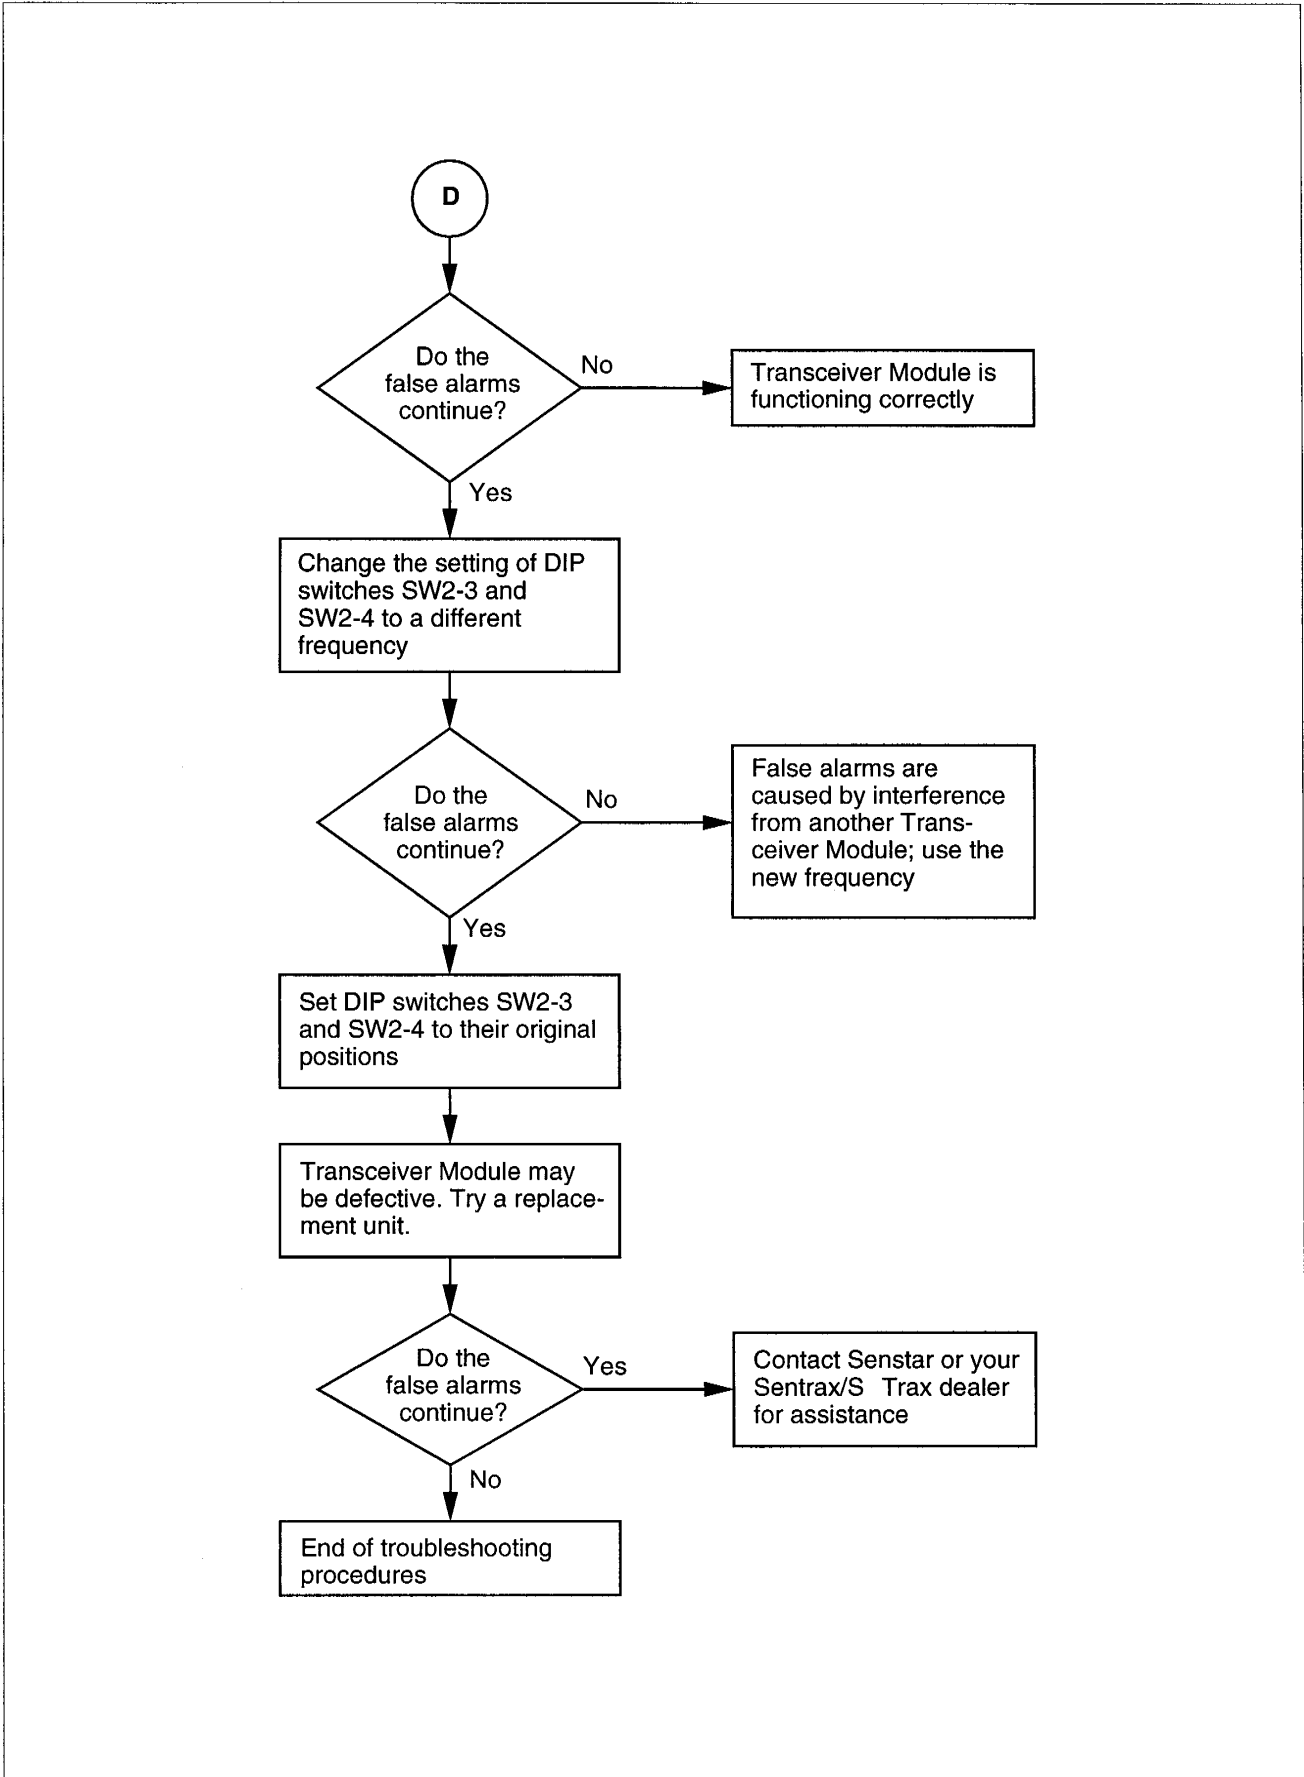 D
Do the
false alarms
continue?
No
Transceiver Module is
functioning correctly
Yes
Change the setting of DIP
switches SW2-3 and
SW2-4 to a different
frequency
Do the
false alarms
continue?
No
False alarms are
caused by interference
from another Trans-
ceiver Module; use the
new frequency
Yes
Set DIP switches SW2-3
and SW2-4 to their original
positions
Transceiver Module may
be defective. Try a replace-
ment unit.
Do the
false alarms
continue?
Yes
Contact Senstar or your
Sentrax/S Trax dealer
for assistance
No
End of troubleshooting
procedures